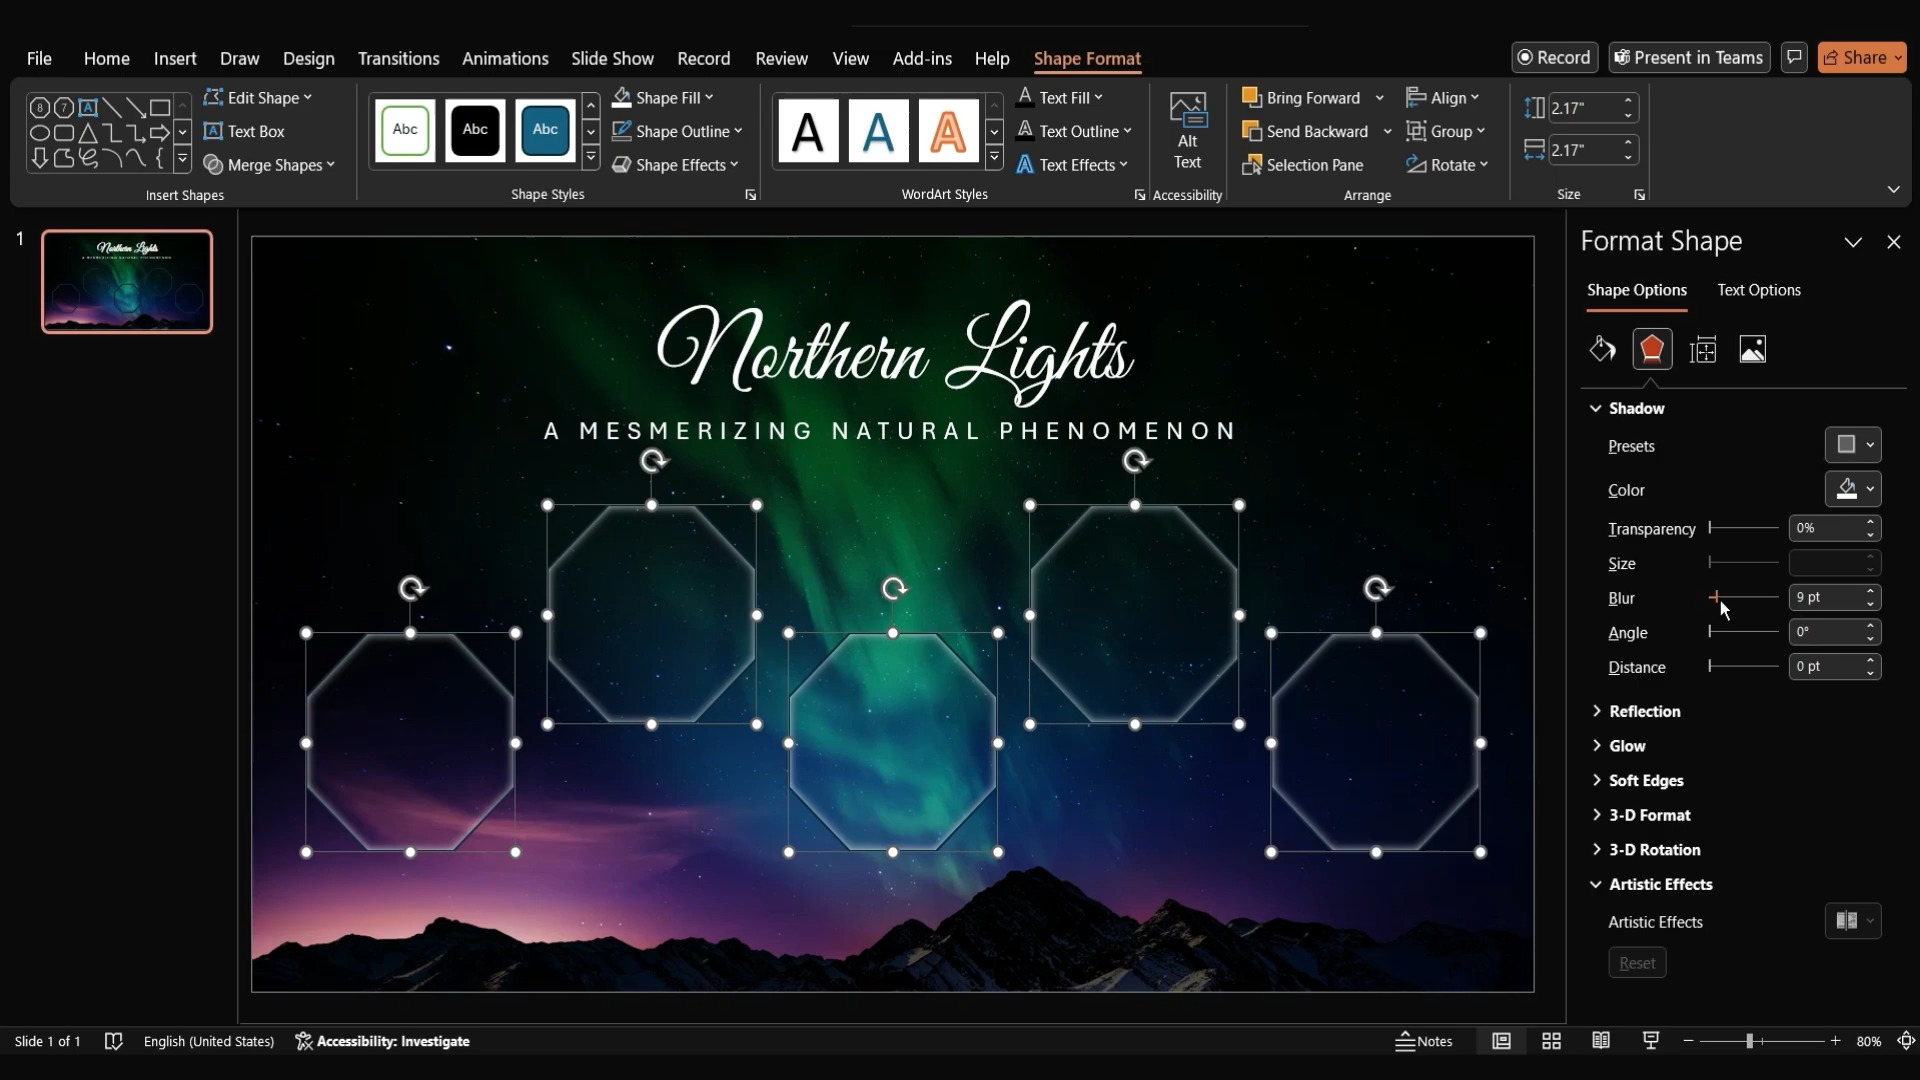 File Home Insert Draw Design Transitions Animations Slide Show Record Review View Add-ins Help Shape Format Record Present in Teams Share
Edit Shape
Text Box
Merge Shapes
Insert Shapes
Abc Abc Abc
Shape Fill
Shape Outline
Shape Effects
Shape Styles
A A A
Text Fill
Text Outline
Text Effects
WordArt Styles
Alt
Text
Accessibility
Bring Forward
Send Backward
Selection Pane
Align
Group
Rotate
Arrange
2.17"
2.17"
Size
1
Northern Lights
A MESMERIZING NATURAL PHENOMENON
Format Shape
Shape Options Text Options
Shadow
Presets
Color
Transparency 0%
Size
Blur 9 pt
Angle 0°
Distance 0 pt
Reflection
Glow
Soft Edges
3-D Format
3-D Rotation
Artistic Effects
Artistic Effects
Reset
Slide 1 of 1 English (United States) Accessibility: Investigate Notes 80%